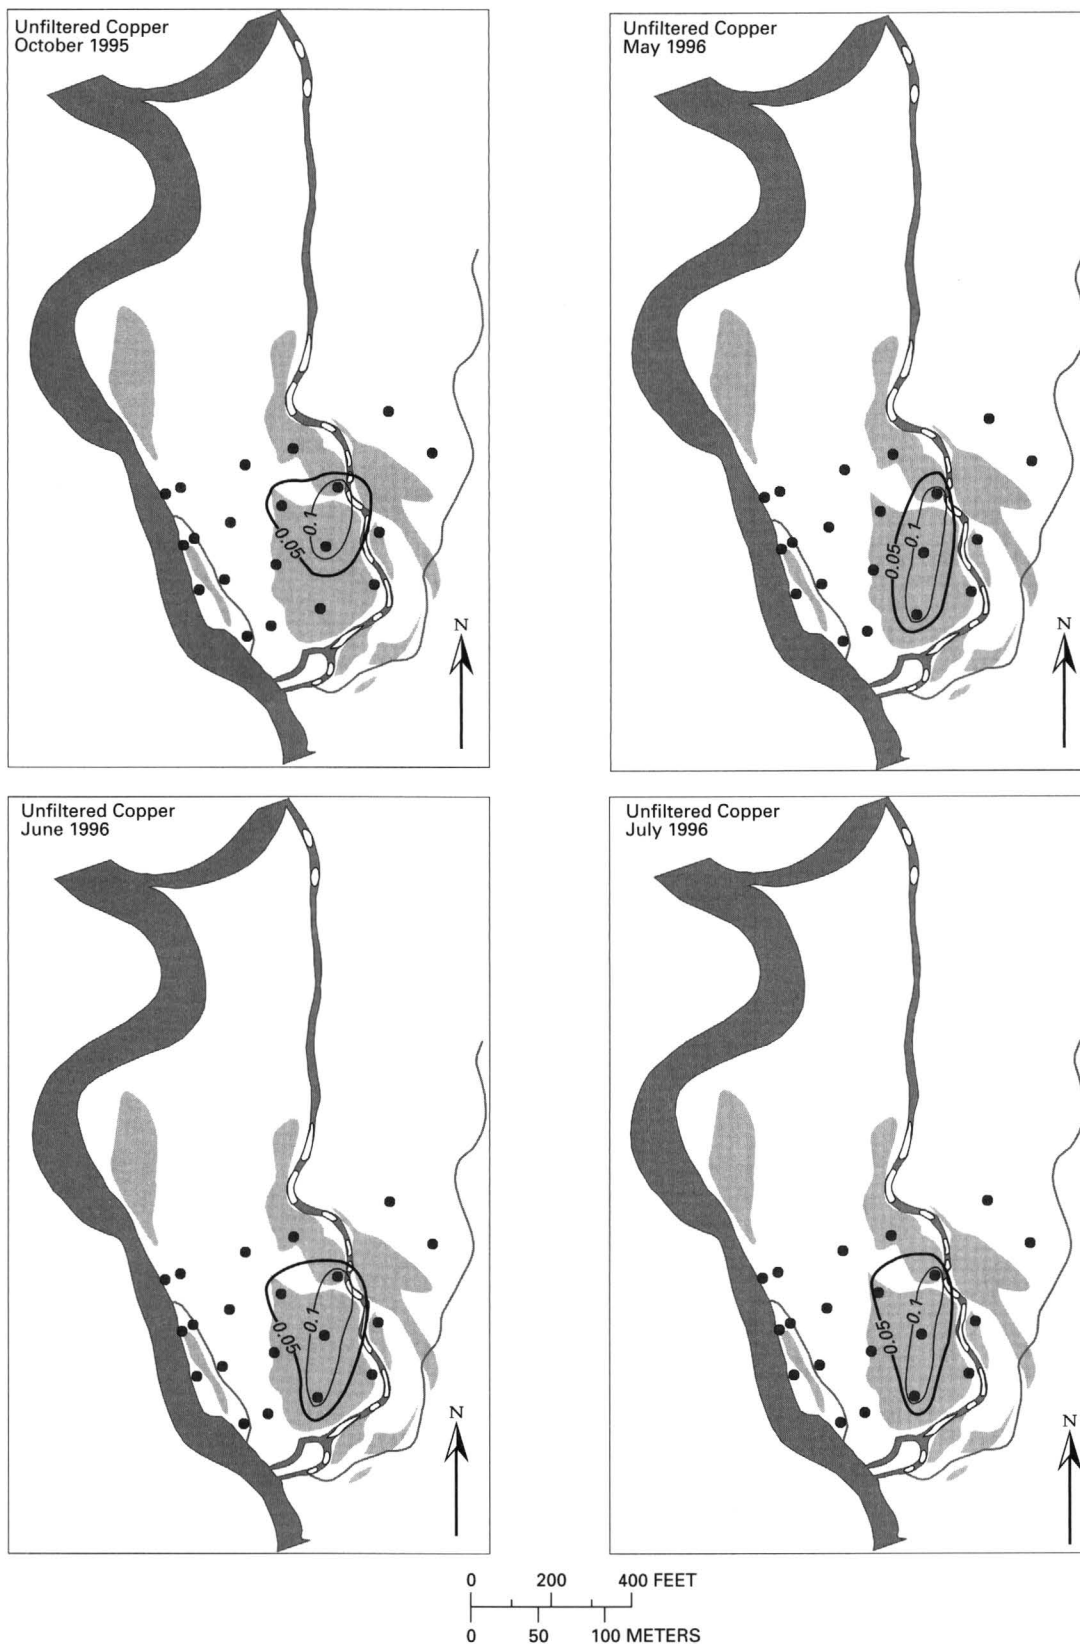 Unfiltered Copper
October 1995
0.1
0.05
N
Unfiltered Copper
May 1996
0.1
0.05
N
Unfiltered Copper
June 1996
0.1
0.05
N
Unfiltered Copper
July 1996
0.1
0.05
N
0 200 400 FEET
0 50 100 METERS